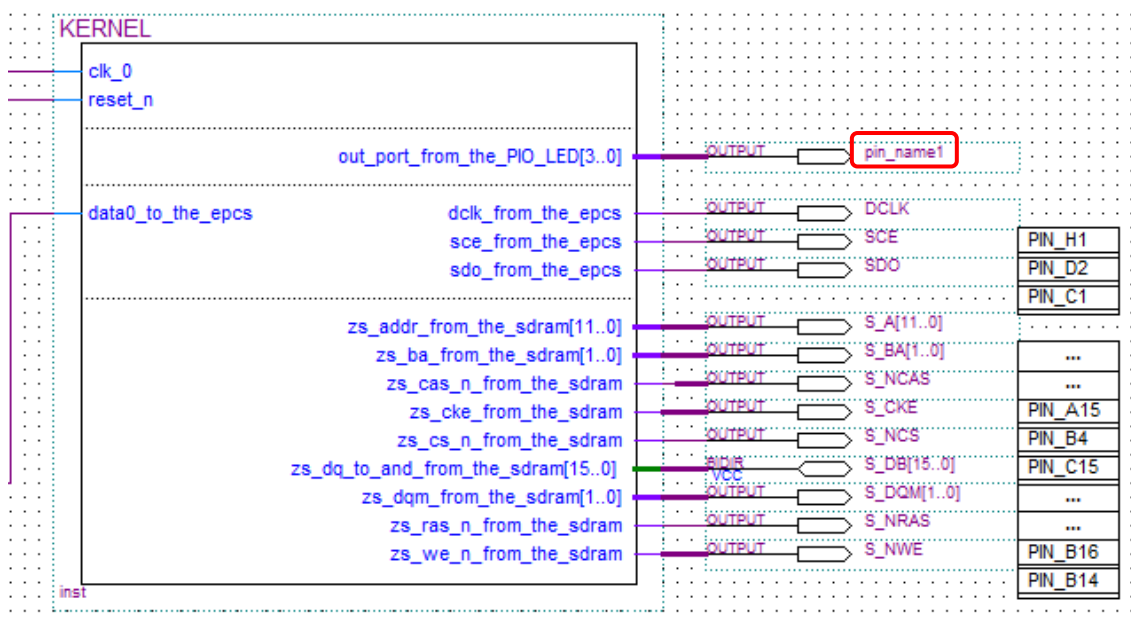 KERNEL
clk_0
reset_n
out_port_from_the_PIO_LED[3..0] OUTPUT pin_name1
data0_to_the_epcs dclk_from_the_epcs OUTPUT DCLK
sce_from_the_epcs OUTPUT SCE PIN_H1
sdo_from_the_epcs OUTPUT SDO PIN_D2
PIN_C1
zs_addr_from_the_sdram[11..0] OUTPUT S_A[11..0]
zs_ba_from_the_sdram[1..0] OUTPUT S_BA[1..0] ...
zs_cas_n_from_the_sdram OUTPUT S_NCAS ...
zs_cke_from_the_sdram OUTPUT S_CKE PIN_A15
zs_cs_n_from_the_sdram OUTPUT S_NCS PIN_B4
zs_dq_to_and_from_the_sdram[15..0] BIDIR S_DB[15..0] PIN_C15
VCC
zs_dqm_from_the_sdram[1..0] OUTPUT S_DQM[1..0] ...
zs_ras_n_from_the_sdram OUTPUT S_NRAS ...
zs_we_n_from_the_sdram OUTPUT S_NWE PIN_B16
PIN_B14
inst